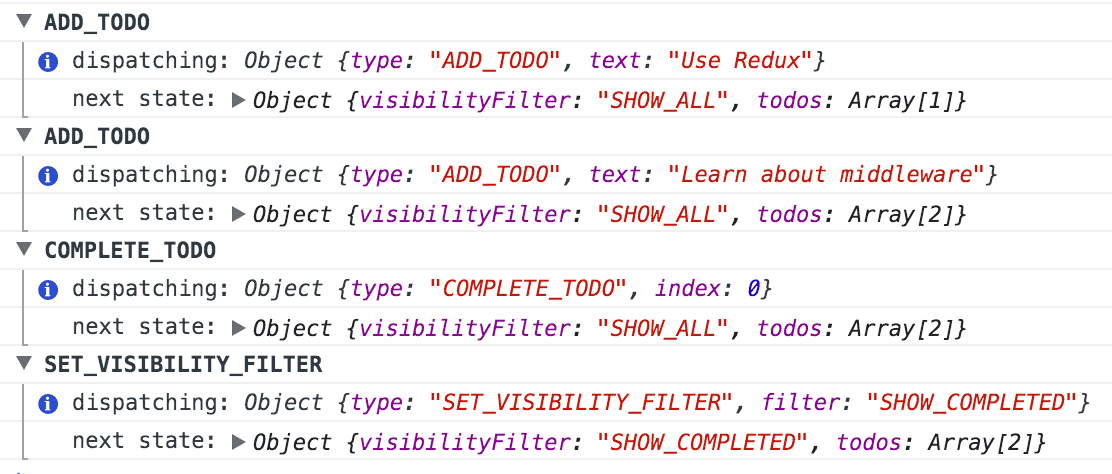 ▼ ADD_TODO
i dispatching: Object {type: "ADD_TODO", text: "Use Redux"}
next state: ▶ Object {visibilityFilter: "SHOW_ALL", todos: Array[1]}
▼ ADD_TODO
i dispatching: Object {type: "ADD_TODO", text: "Learn about middleware"}
next state: ▶ Object {visibilityFilter: "SHOW_ALL", todos: Array[2]}
▼ COMPLETE_TODO
i dispatching: Object {type: "COMPLETE_TODO", index: 0}
next state: ▶ Object {visibilityFilter: "SHOW_ALL", todos: Array[2]}
▼ SET_VISIBILITY_FILTER
i dispatching: Object {type: "SET_VISIBILITY_FILTER", filter: "SHOW_COMPLETED"}
next state: ▶ Object {visibilityFilter: "SHOW_COMPLETED", todos: Array[2]}